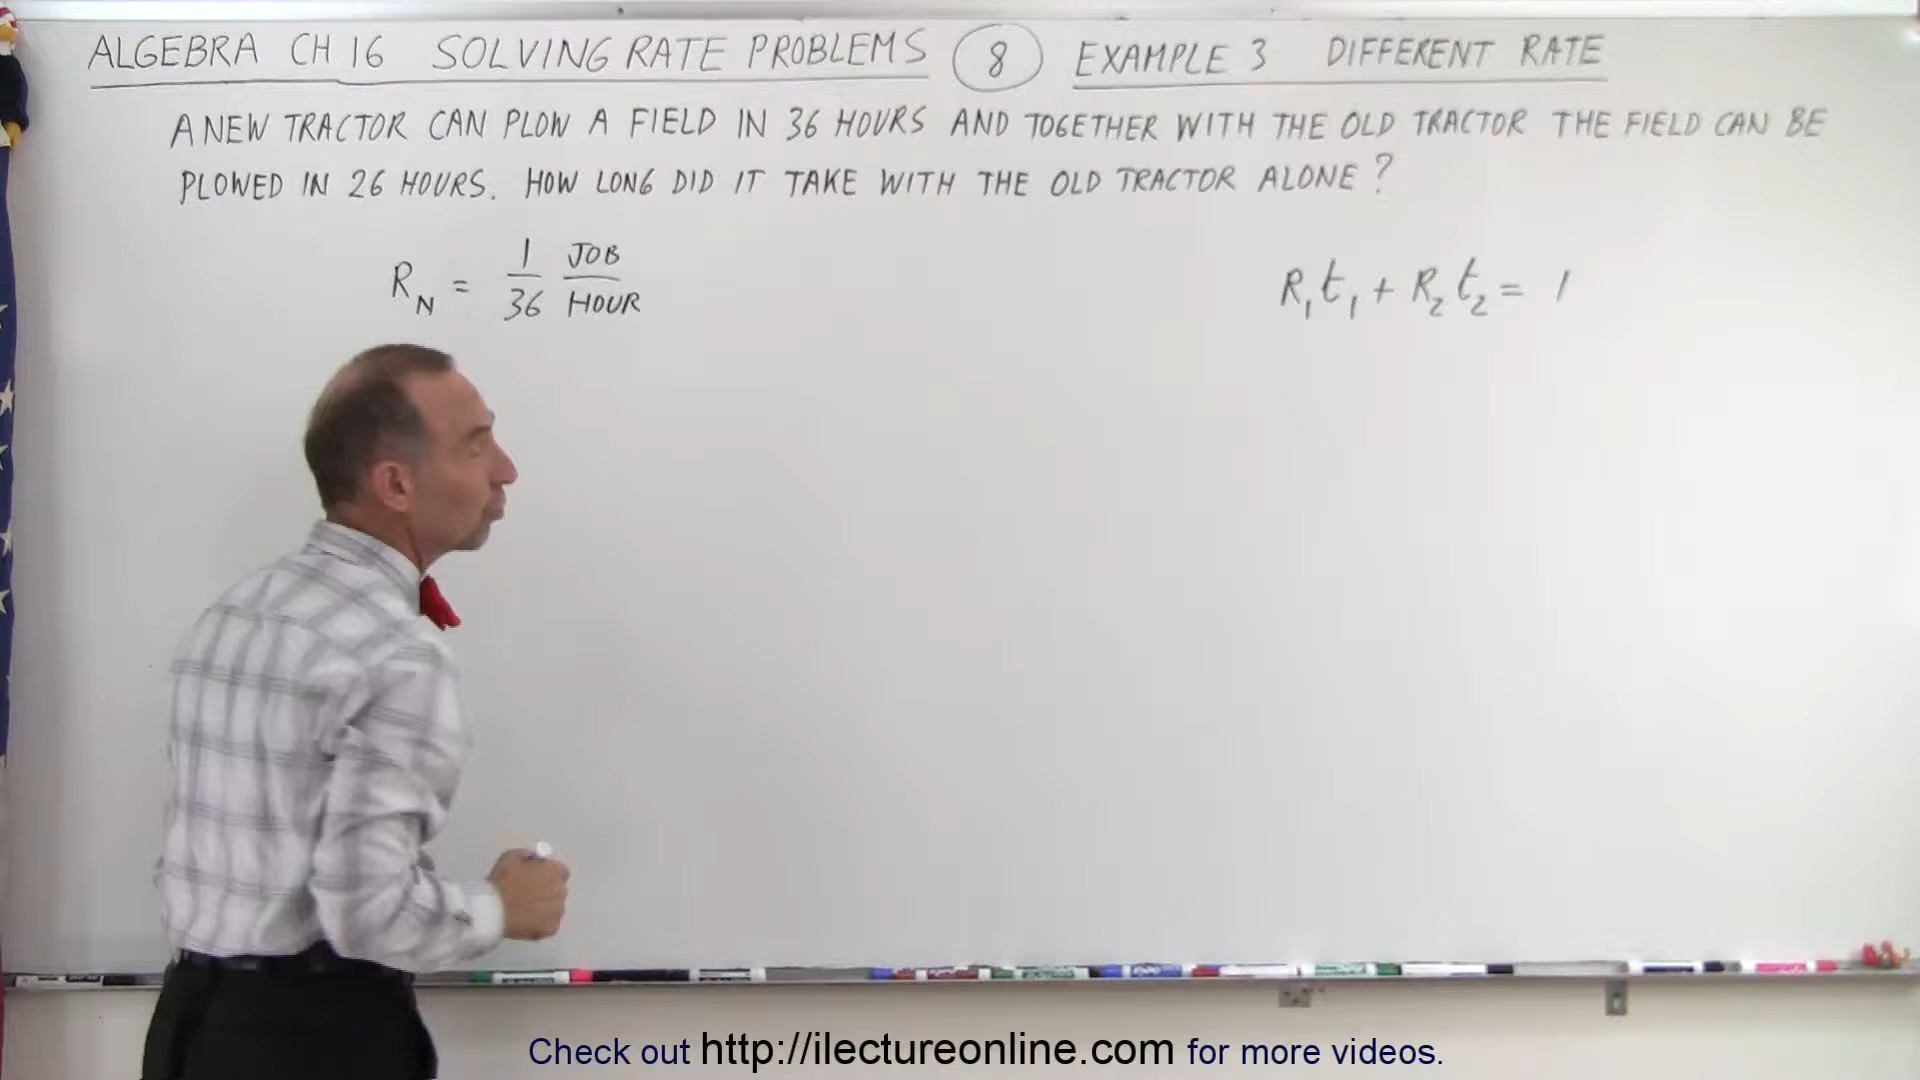 ALGEBRA CH 16 SOLVING RATE PROBLEMS 8 EXAMPLE 3 DIFFERENT RATE
A NEW TRACTOR CAN PLOW A FIELD IN 36 HOURS AND TOGETHER WITH THE OLD TRACTOR THE FIELD CAN BE
PLOWED IN 26 HOURS. HOW LONG DID IT TAKE WITH THE OLD TRACTOR ALONE?
R_N = 1/36 JOB/HOUR
R₁t₁ + R₂t₂ = 1
Check out http://ilectureonline.com for more videos.